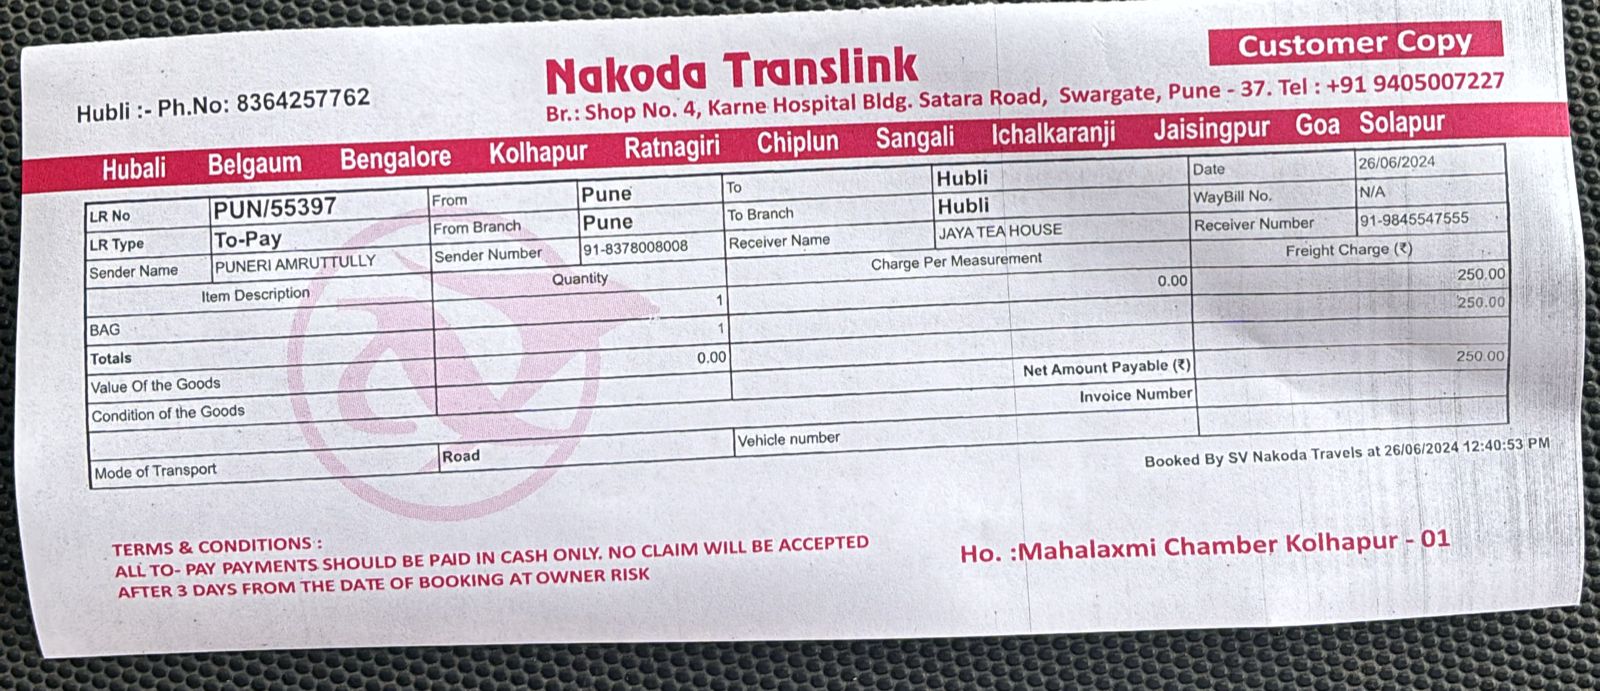 Customer Copy
Nakoda Translink
Hubli :- Ph.No: 8364257762
Br.: Shop No. 4, Karne Hospital Bldg. Satara Road, Swargate, Pune - 37. Tel : +91 9405007227
Hubali Belgaum Bengalore Kolhapur Ratnagiri Chiplun Sangali Ichalkaranji Jaisingpur Goa Solapur
LR No PUN/55397 From Pune To Hubli Date 26/06/2024
LR Type To-Pay From Branch Pune To Branch Hubli WayBill No. N/A
Sender Name PUNERI AMRUTTULLY Sender Number 91-8378008008 Receiver Name JAYA TEA HOUSE Receiver Number 91-9845547555
Item Description Quantity Charge Per Measurement Freight Charge (₹)
BAG 1 0.00 250.00
Totals 1 250.00
Value Of the Goods 0.00
Condition of the Goods Net Amount Payable (₹) 250.00
Invoice Number
Mode of Transport Road Vehicle number
Booked By SV Nakoda Travels at 26/06/2024 12:40:53 PM
TERMS & CONDITIONS :
ALL TO- PAY PAYMENTS SHOULD BE PAID IN CASH ONLY. NO CLAIM WILL BE ACCEPTED
AFTER 3 DAYS FROM THE DATE OF BOOKING AT OWNER RISK
Ho. :Mahalaxmi Chamber Kolhapur - 01